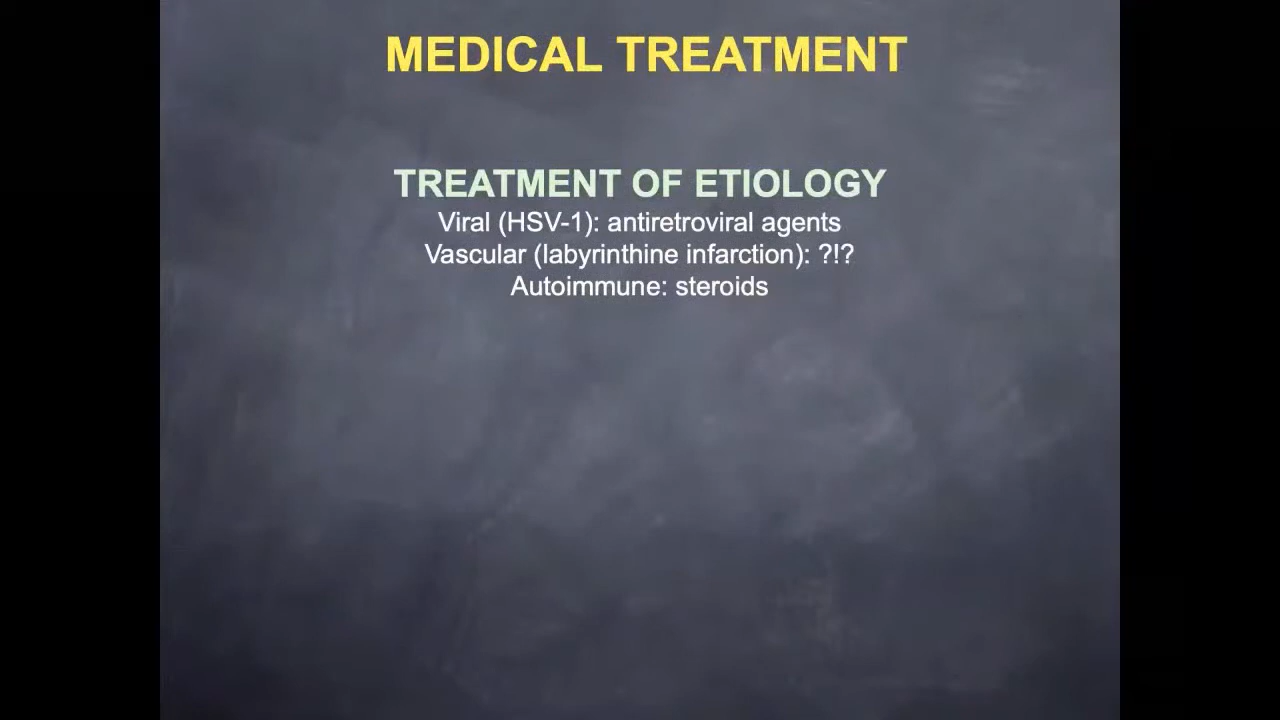 MEDICAL TREATMENT
TREATMENT OF ETIOLOGY
Viral (HSV-1): antiretroviral agents
Vascular (labyrinthine infarction): ?!?
Autoimmune: steroids